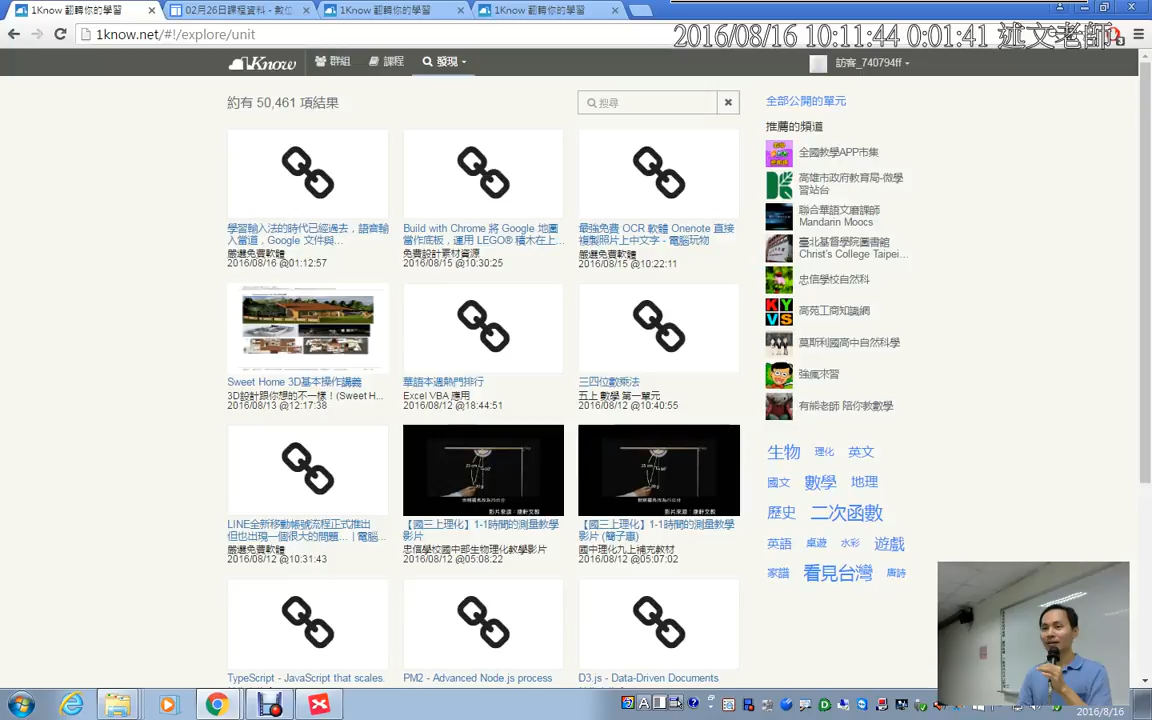 1Know 翻轉你的學習
02月26日課程資料 - 數位
1Know 翻轉你的學習
1Know 翻轉你的學習
1know.net/#!/explore/unit
2016/08/16 10:11:44 0:01:41 述文老師
1Know
群組
課程
發現
訪客_740794ff
約有 50,461 項結果
搜尋
全部公開的單元
推薦的頻道
全國教學APP市集
高雄市政府教育局-微學
習站台
聯合華語文磨課師
Mandarin Moocs
臺北基督學院圖書館
Christ's College Taipei...
忠信學校自然科
高苑工商知識網
莫斯利國高中自然科學
強瘋來習
有熊老師 陪你教數學
生物 理化 英文
國文 數學 地理
歷史 二次函數
英語 桌遊 水彩 遊戲
家譜 看見台灣 唐詩
學習輸入法的時代已經過去，語音輸
入當道，Google 文件與...
嚴選免費軟體
2016/08/16 @01:12:57
Build with Chrome 將 Google 地圖
當作底板，運用 LEGO® 積木在上...
免費設計素材資源
2016/08/15 @10:30:25
最強免費 OCR 軟體 Onenote 直接
複製照片上中文字 - 電腦玩物
嚴選免費軟體
2016/08/15 @10:22:11
Sweet Home 3D基本操作講義
3D設計跟你想的不一樣！(Sweet H...
2016/08/13 @12:17:38
華語本週熱門排行
Excel VBA 應用
2016/08/12 @18:44:51
三四位數乘法
五上 數學 第一單元
2016/08/12 @10:40:55
LINE全新移動帳號流程正式推出
但也出現一個很大的問題... | 電腦...
嚴選免費軟體
2016/08/12 @10:31:43
影片來源：康軒文教
【國三上理化】1-1時間的測量教學
影片
忠信學校國中部生物理化教學影片
2016/08/12 @05:08:22
影片來源：康軒文教
【國三上理化】1-1時間的測量教學
影片 (簡子惠)
國中理化九上補充教材
2016/08/12 @05:07:02
TypeScript - JavaScript that scales.
PM2 - Advanced Node.js process
D3.js - Data-Driven Documents
2016/8/16